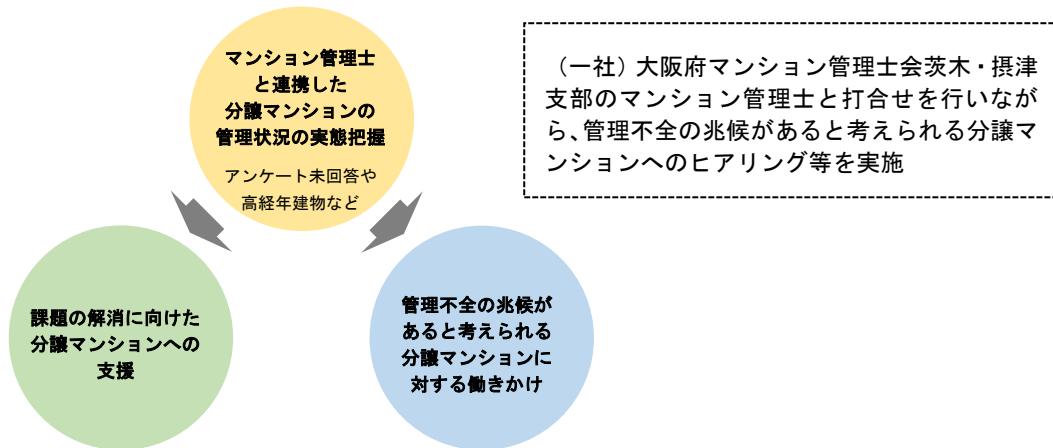 マンション管理士
と連携した
分譲マンションの
管理状況の実態把握
アンケート未回答や
高経年建物など
（一社）大阪府マンション管理士会茨木・摂津
支部のマンション管理士と打合せを行いなが
ら、管理不全の兆候があると考えられる分譲マ
ンションへのヒアリング等を実施
課題の解消に向けた
分譲マンションへの
支援
管理不全の兆候が
あると考えられる
分譲マンションに
対する働きかけ